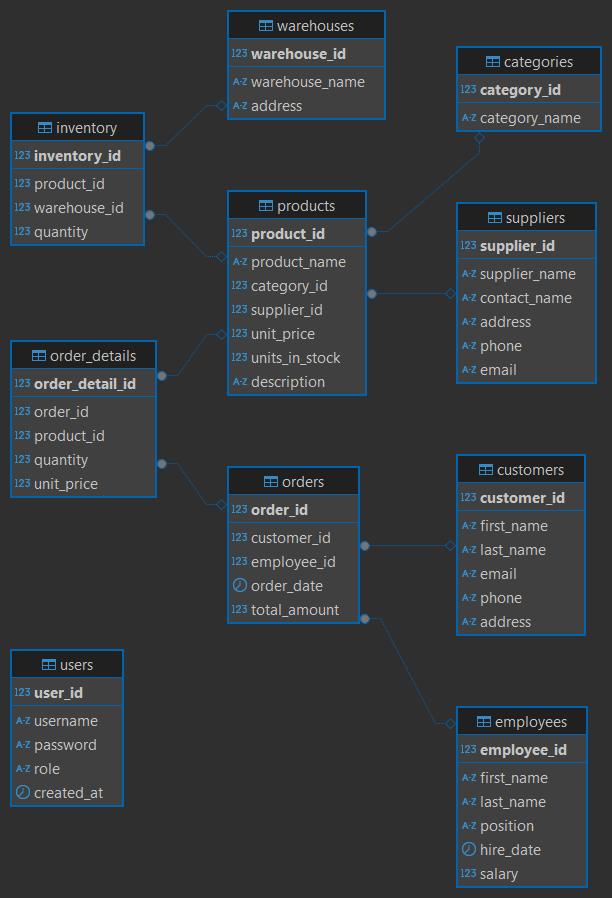 warehouses
123 warehouse_id
A-Z warehouse_name
A-Z address
categories
123 category_id
A-Z category_name
inventory
123 inventory_id
123 product_id
123 warehouse_id
123 quantity
products
123 product_id
A-Z product_name
123 category_id
123 supplier_id
123 unit_price
123 units_in_stock
A-Z description
suppliers
123 supplier_id
A-Z supplier_name
A-Z contact_name
A-Z address
A-Z phone
A-Z email
order_details
123 order_detail_id
123 order_id
123 product_id
123 quantity
123 unit_price
orders
123 order_id
123 customer_id
123 employee_id
order_date
123 total_amount
customers
123 customer_id
A-Z first_name
A-Z last_name
A-Z email
A-Z phone
A-Z address
users
123 user_id
A-Z username
A-Z password
A-Z role
created_at
employees
123 employee_id
A-Z first_name
A-Z last_name
A-Z position
hire_date
123 salary